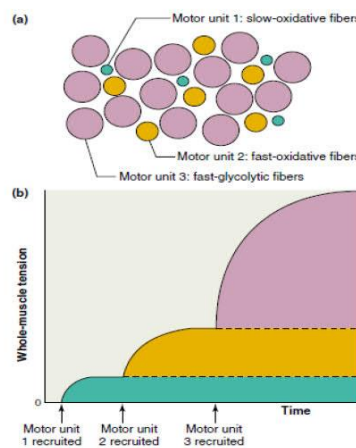 (a)
Motor unit 1: slow-oxidative fibers
Motor unit 2: fast-oxidative fibers
Motor unit 3: fast-glycolytic fibers
(b)
Whole-muscle tension
0
Time
Motor unit
1 recruited
Motor unit
2 recruited
Motor unit
3 recruited